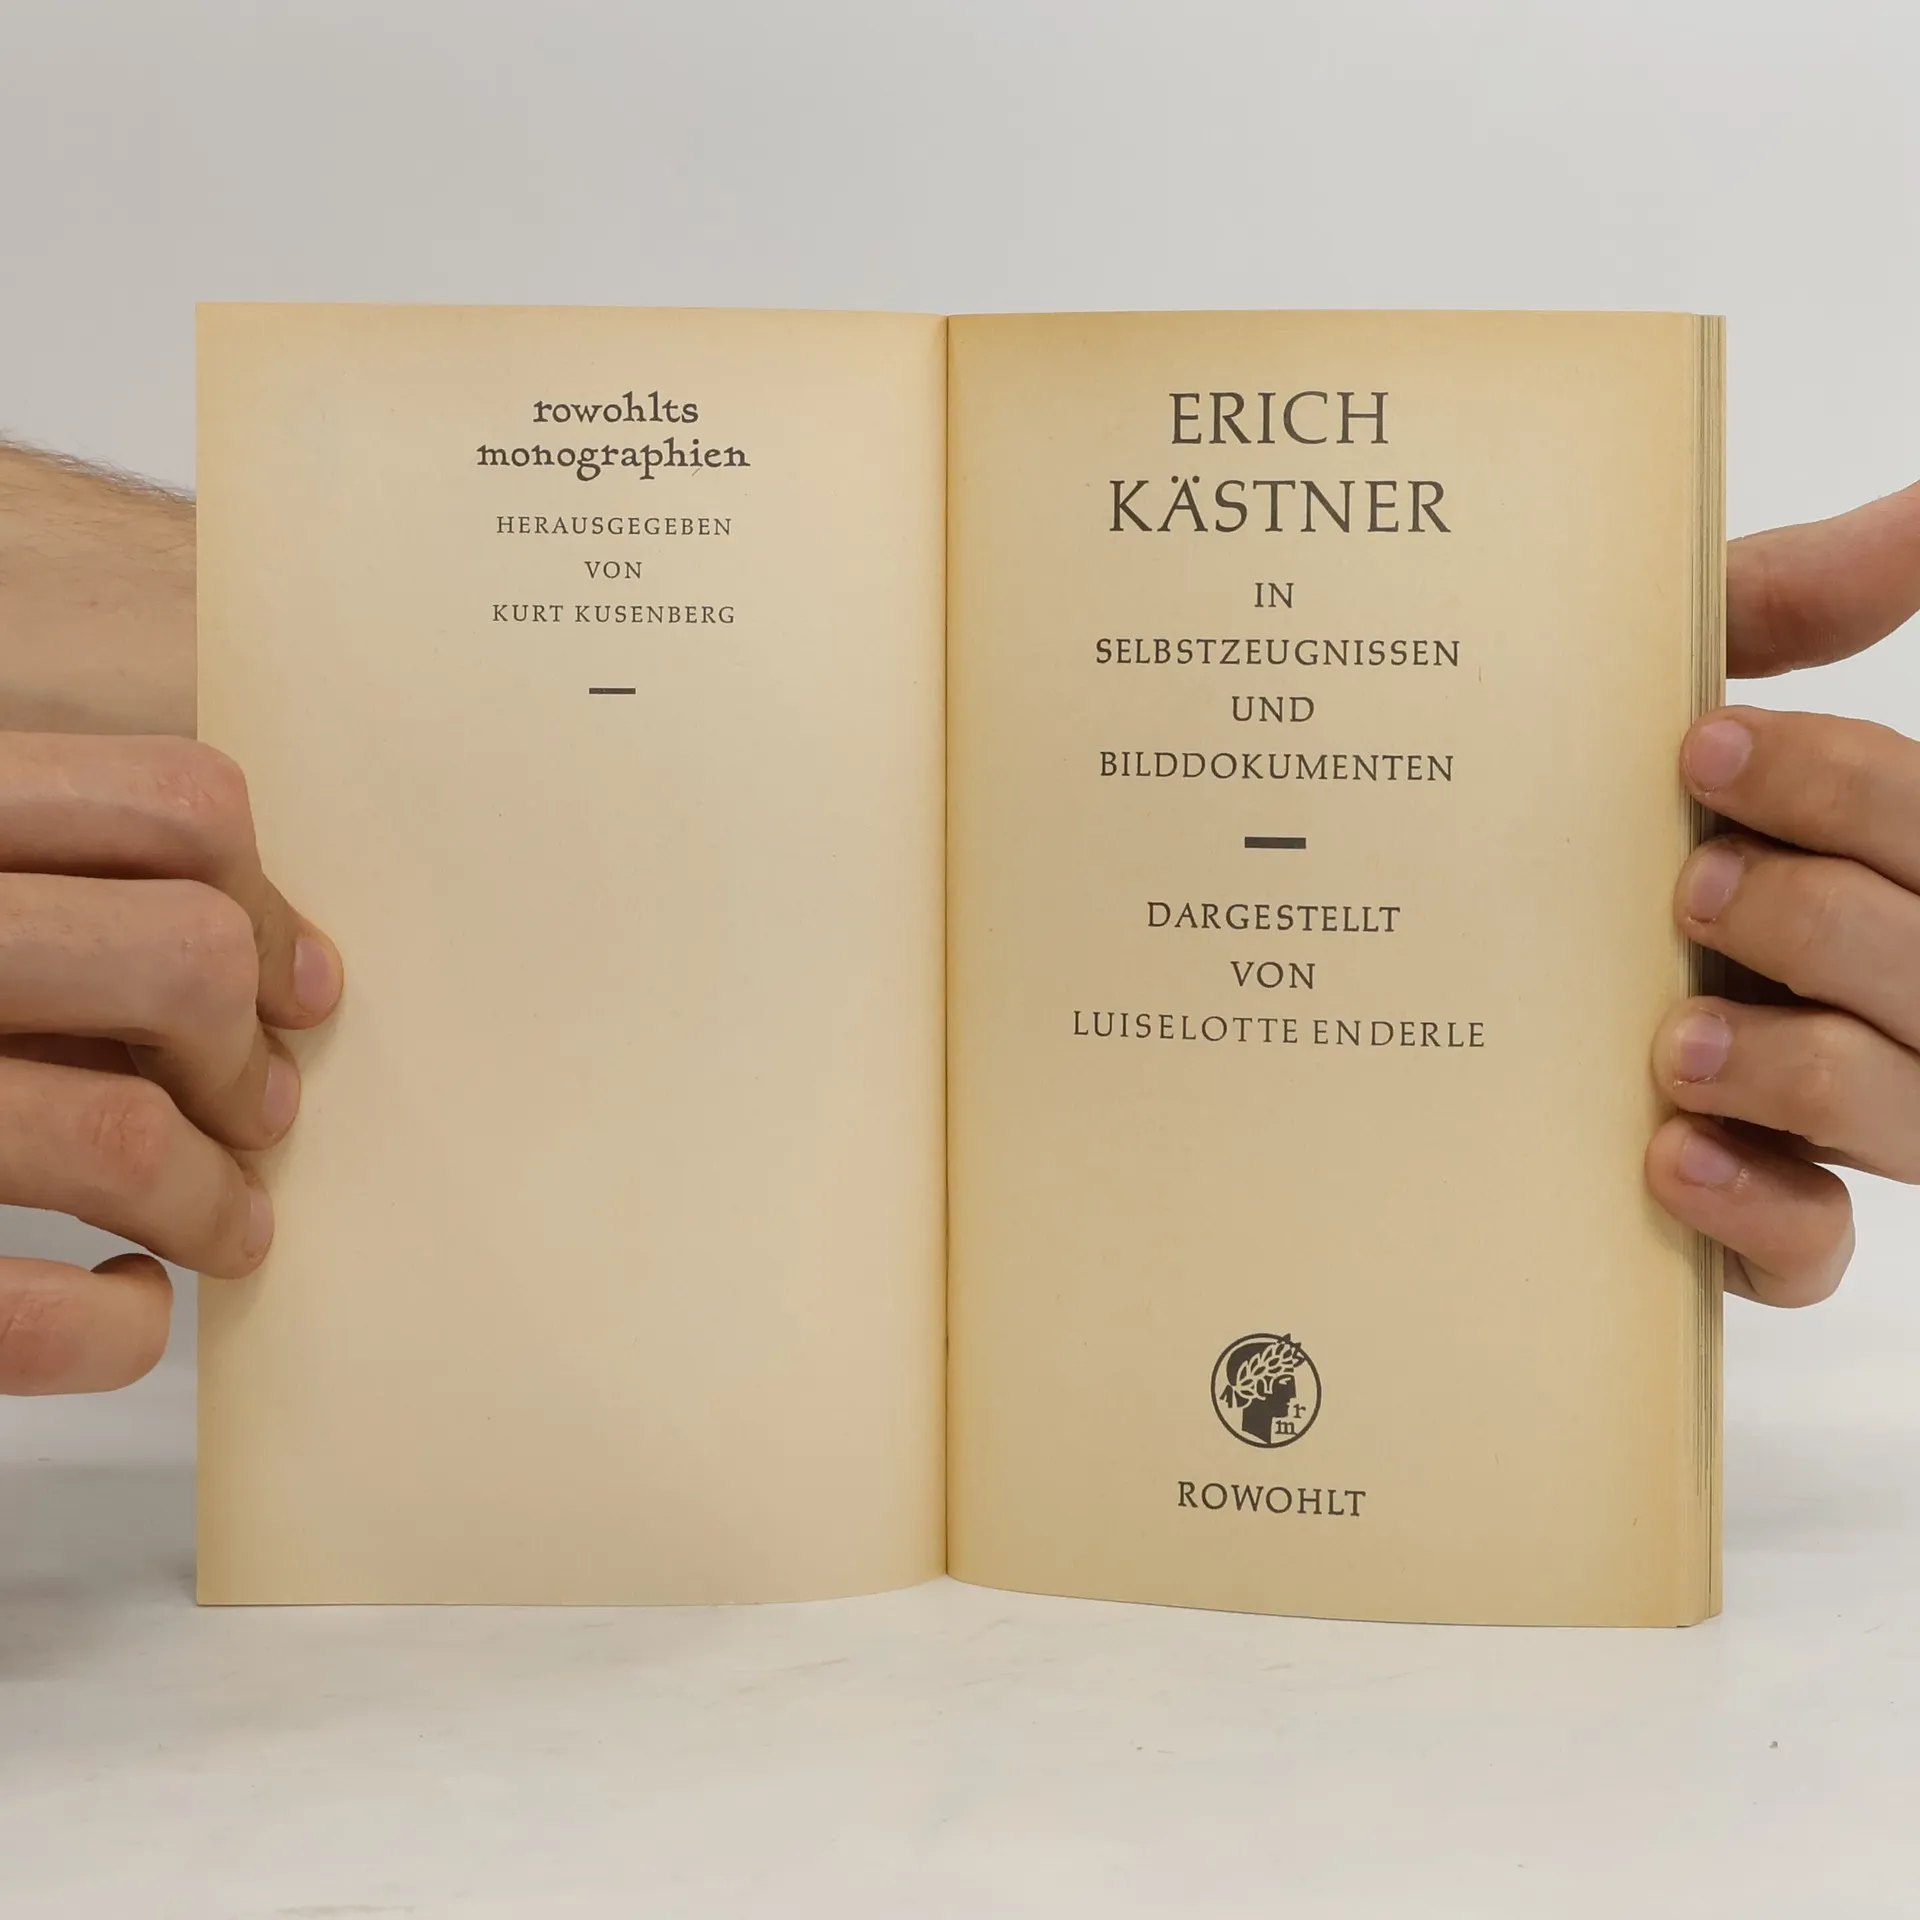 rowohlts
monographien
HERAUSGEGEBEN
VON
KURT KUSENBERG
ERICH
KÄSTNER
IN
SELBSTZEUGNISSEN
UND
BILDDOKUMENTEN
DARGESTELLT
VON
LUISELOTTE ENDERLE
r
m
ROWOHLT